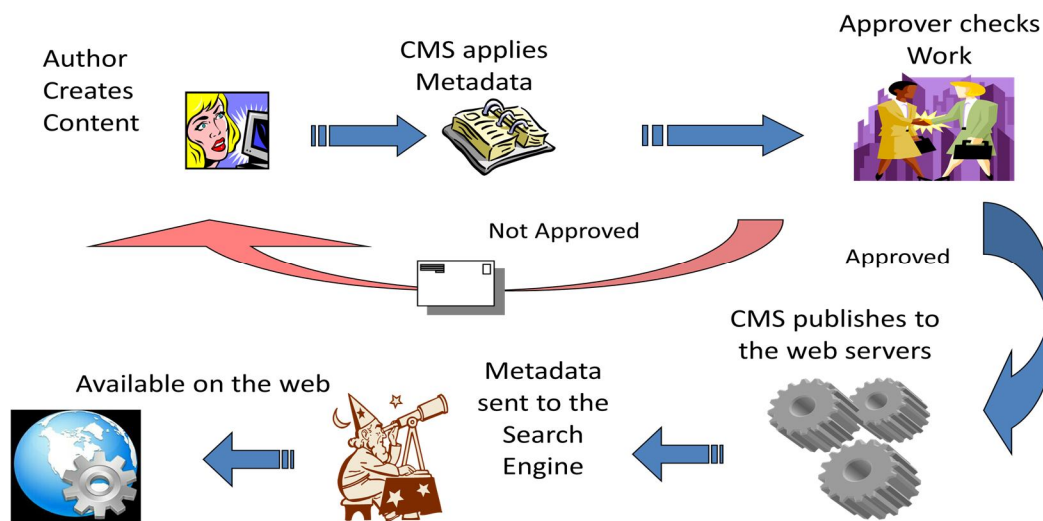 Author
Creates
Content
CMS applies
Metadata
Approver checks
Work
Not Approved
Approved
CMS publishes to
the web servers
Metadata
sent to the
Search
Engine
Available on the web